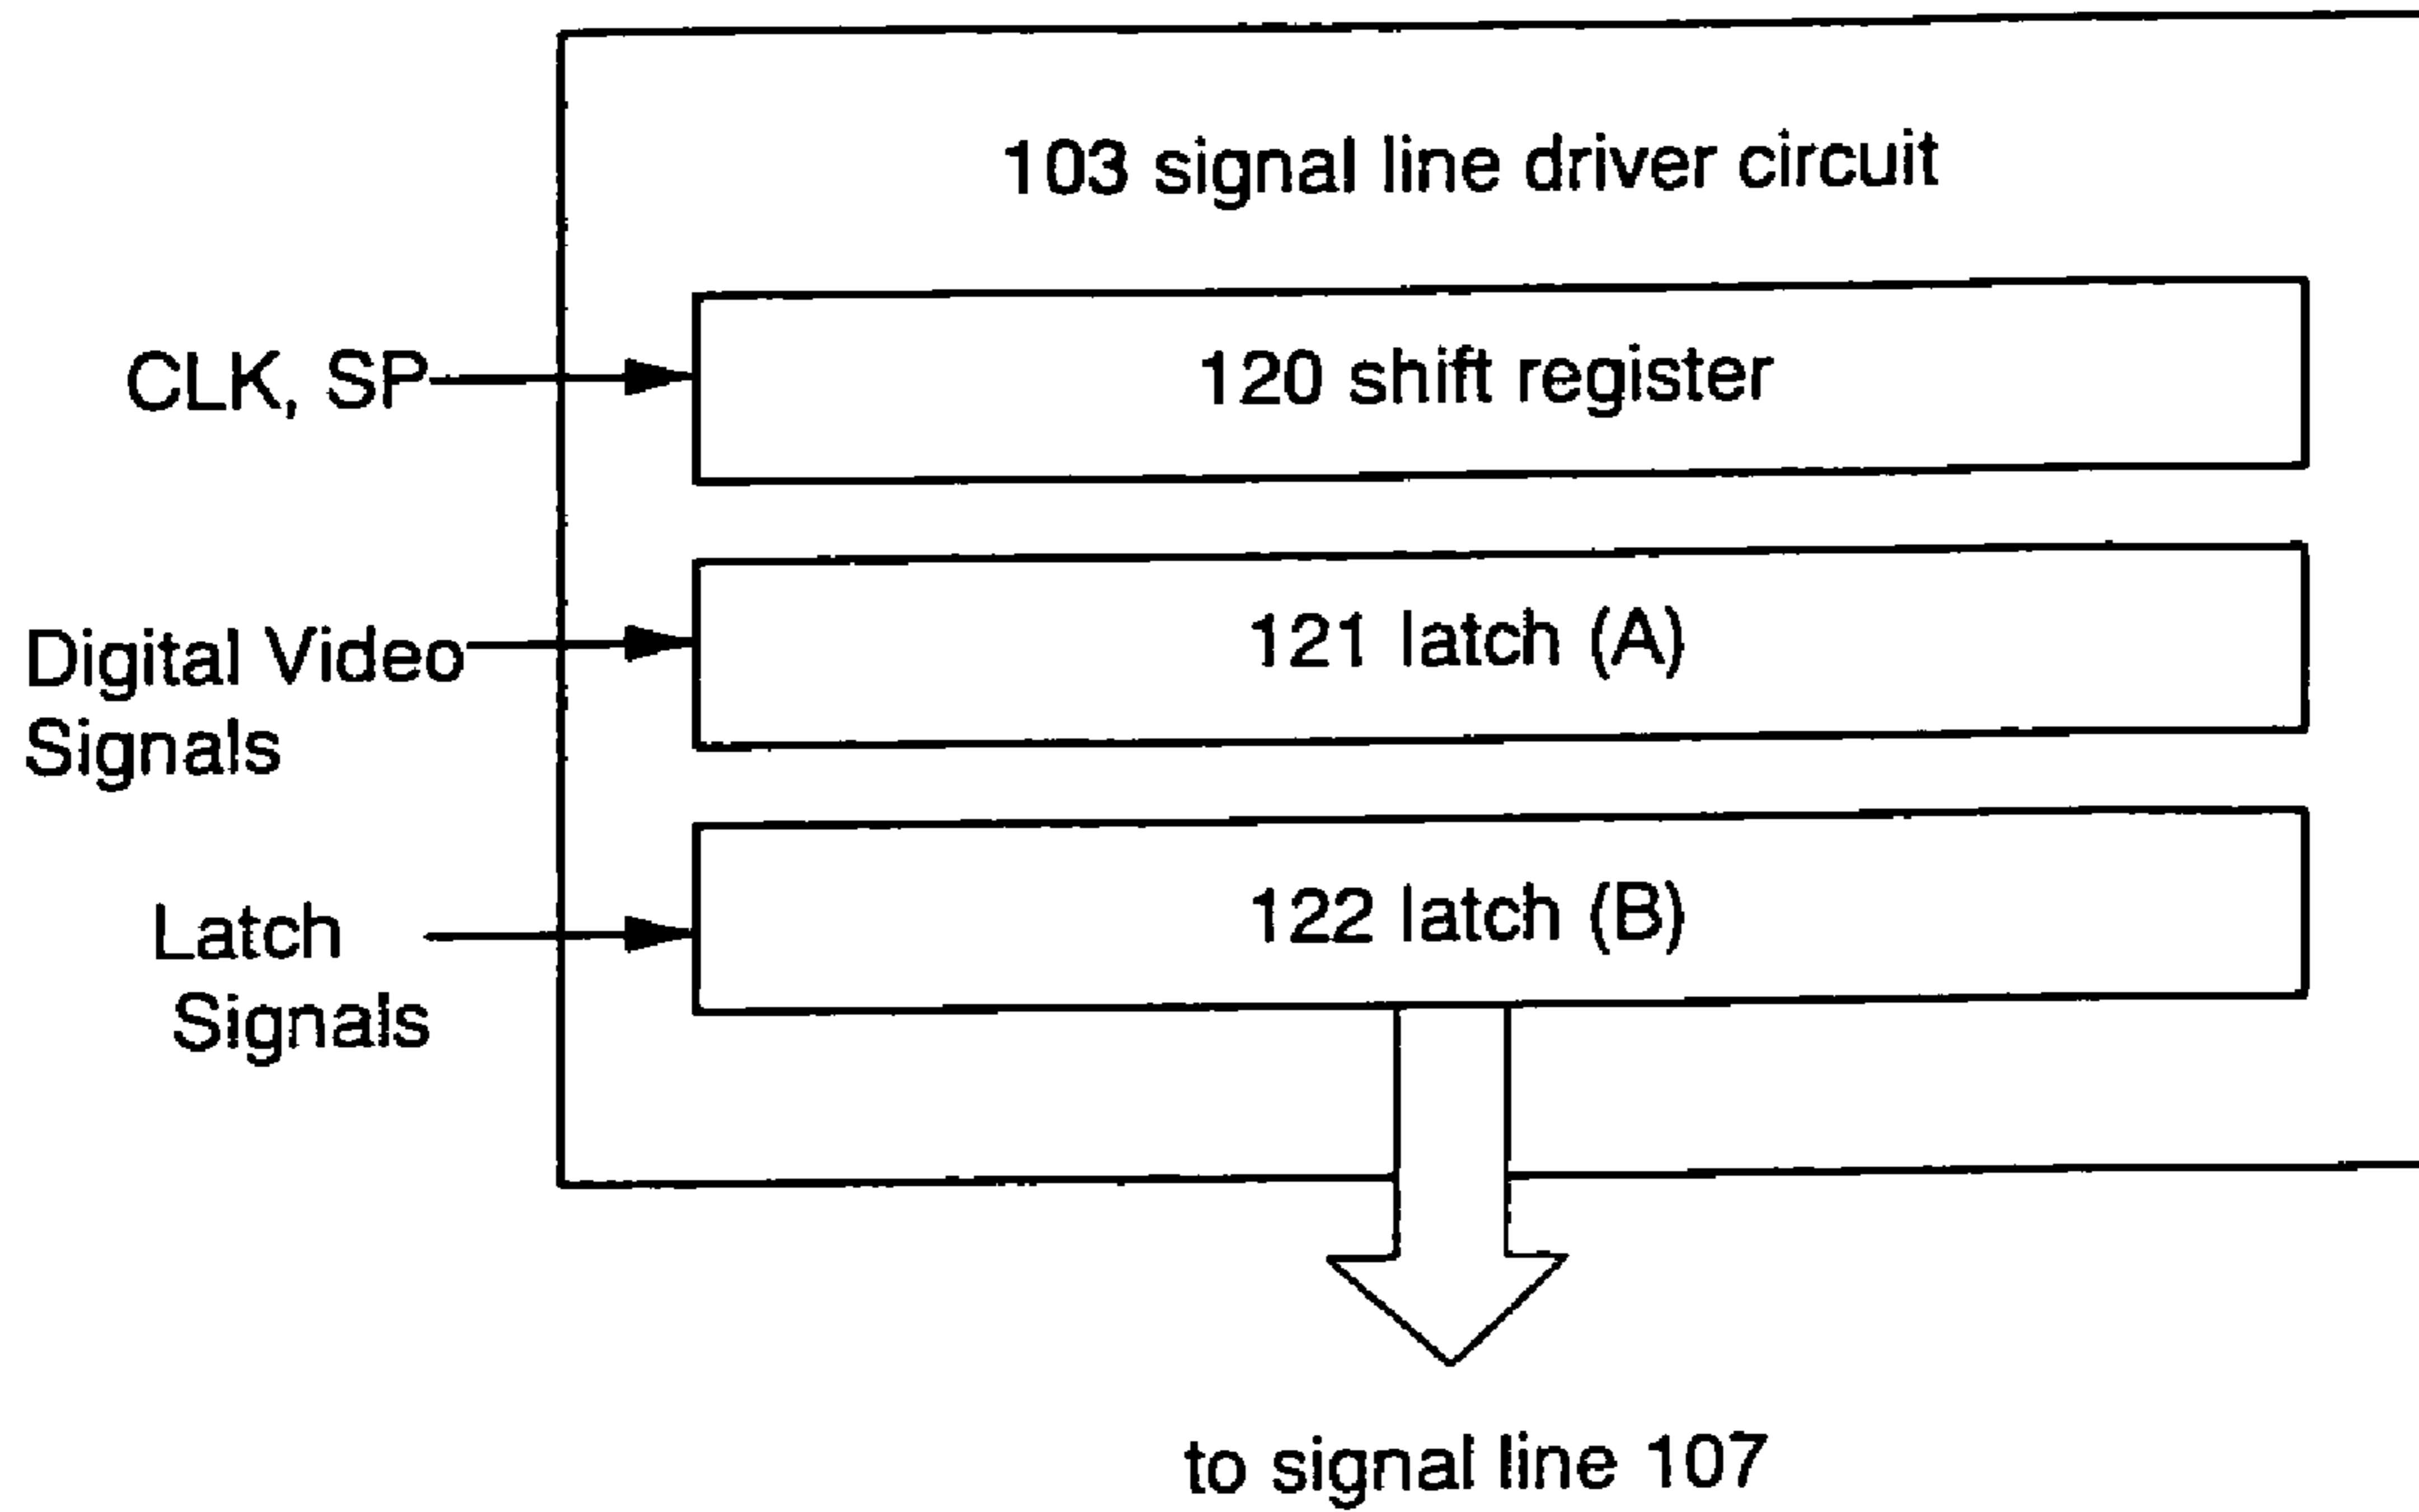 103 signal line driver circuit
CLK, SP
120 shift register
Digital Video
Signals
121 latch (A)
Latch
Signals
122 latch (B)
to signal line 107